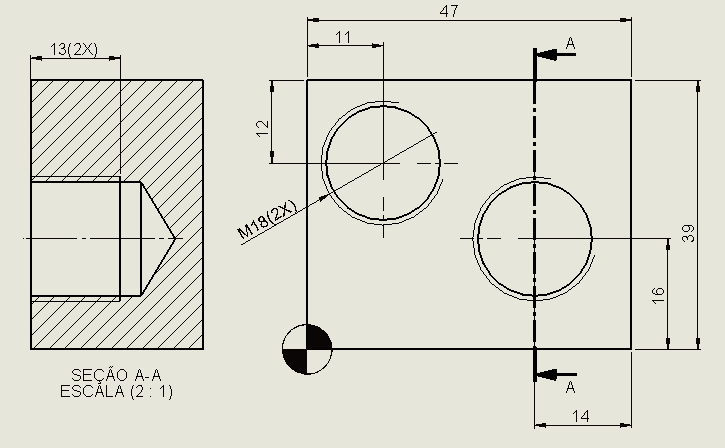 47
11
A
13(2X)
12
M18(2X)
39
16
SEÇÃO A-A
ESCALA (2 : 1)
A
14